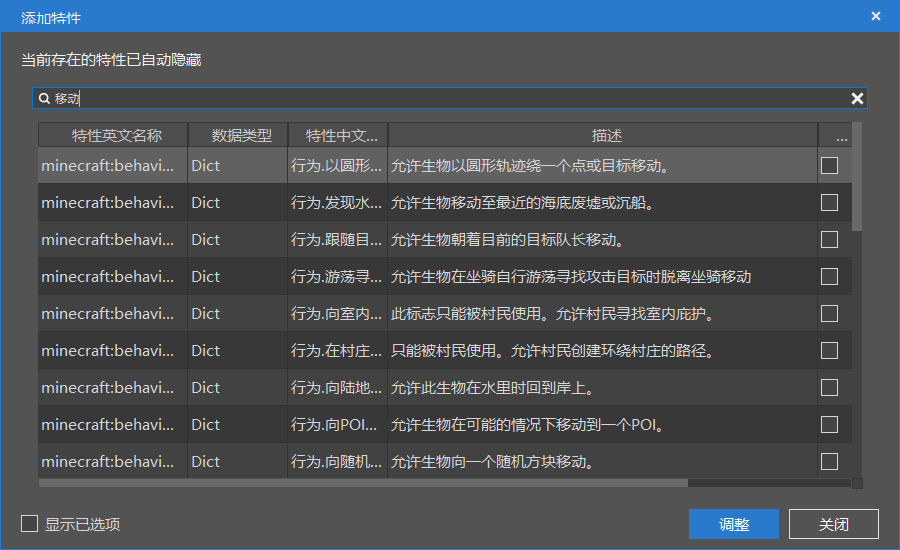 添加特性
当前存在的特性已自动隐藏
移动
特性英文名称 数据类型 特性中文... 描述 ...
minecraft:behavi... Dict 行为.以圆形... 允许生物以圆形轨迹绕一个点或目标移动。
minecraft:behavi... Dict 行为.发现水... 允许生物移动至最近的海底废墟或沉船。
minecraft:behavi... Dict 行为.跟随目... 允许生物朝着目前的目标队长移动。
minecraft:behavi... Dict 行为.游荡寻... 允许生物在坐骑自行游荡寻找攻击目标时脱离坐骑移动
minecraft:behavi... Dict 行为.向室内... 此标志只能被村民使用。允许村民寻找室内庇护。
minecraft:behavi... Dict 行为.在村庄... 只能被村民使用。允许村民创建环绕村庄的路径。
minecraft:behavi... Dict 行为.向陆地... 允许此生物在水里时回到岸上。
minecraft:behavi... Dict 行为.向POI... 允许生物在可能的情况下移动到一个POI。
minecraft:behavi... Dict 行为.向随机... 允许生物向一个随机方块移动。
显示已选项 调整 关闭